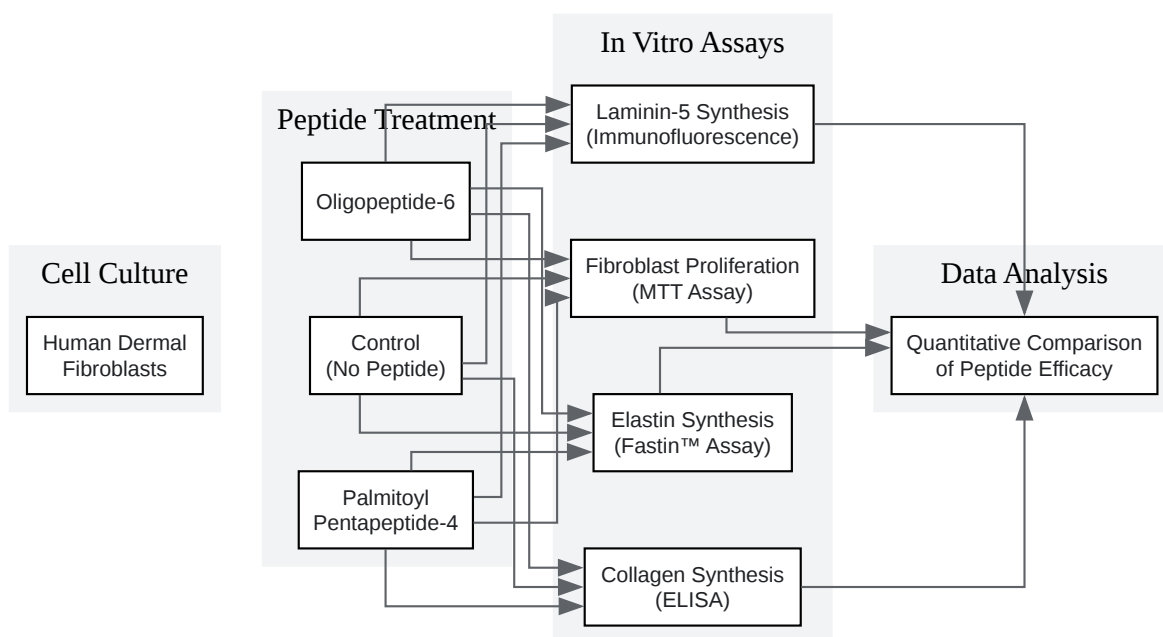 Cell Culture
Human Dermal
Fibroblasts
Peptide Treatment
Oligopeptide-6
Control
(No Peptide)
Palmitoyl
Pentapeptide-4
In Vitro Assays
Laminin-5 Synthesis
(Immunofluorescence)
Fibroblast Proliferation
(MTT Assay)
Elastin Synthesis
(Fastin™ Assay)
Collagen Synthesis
(ELISA)
Data Analysis
Quantitative Comparison
of Peptide Efficacy